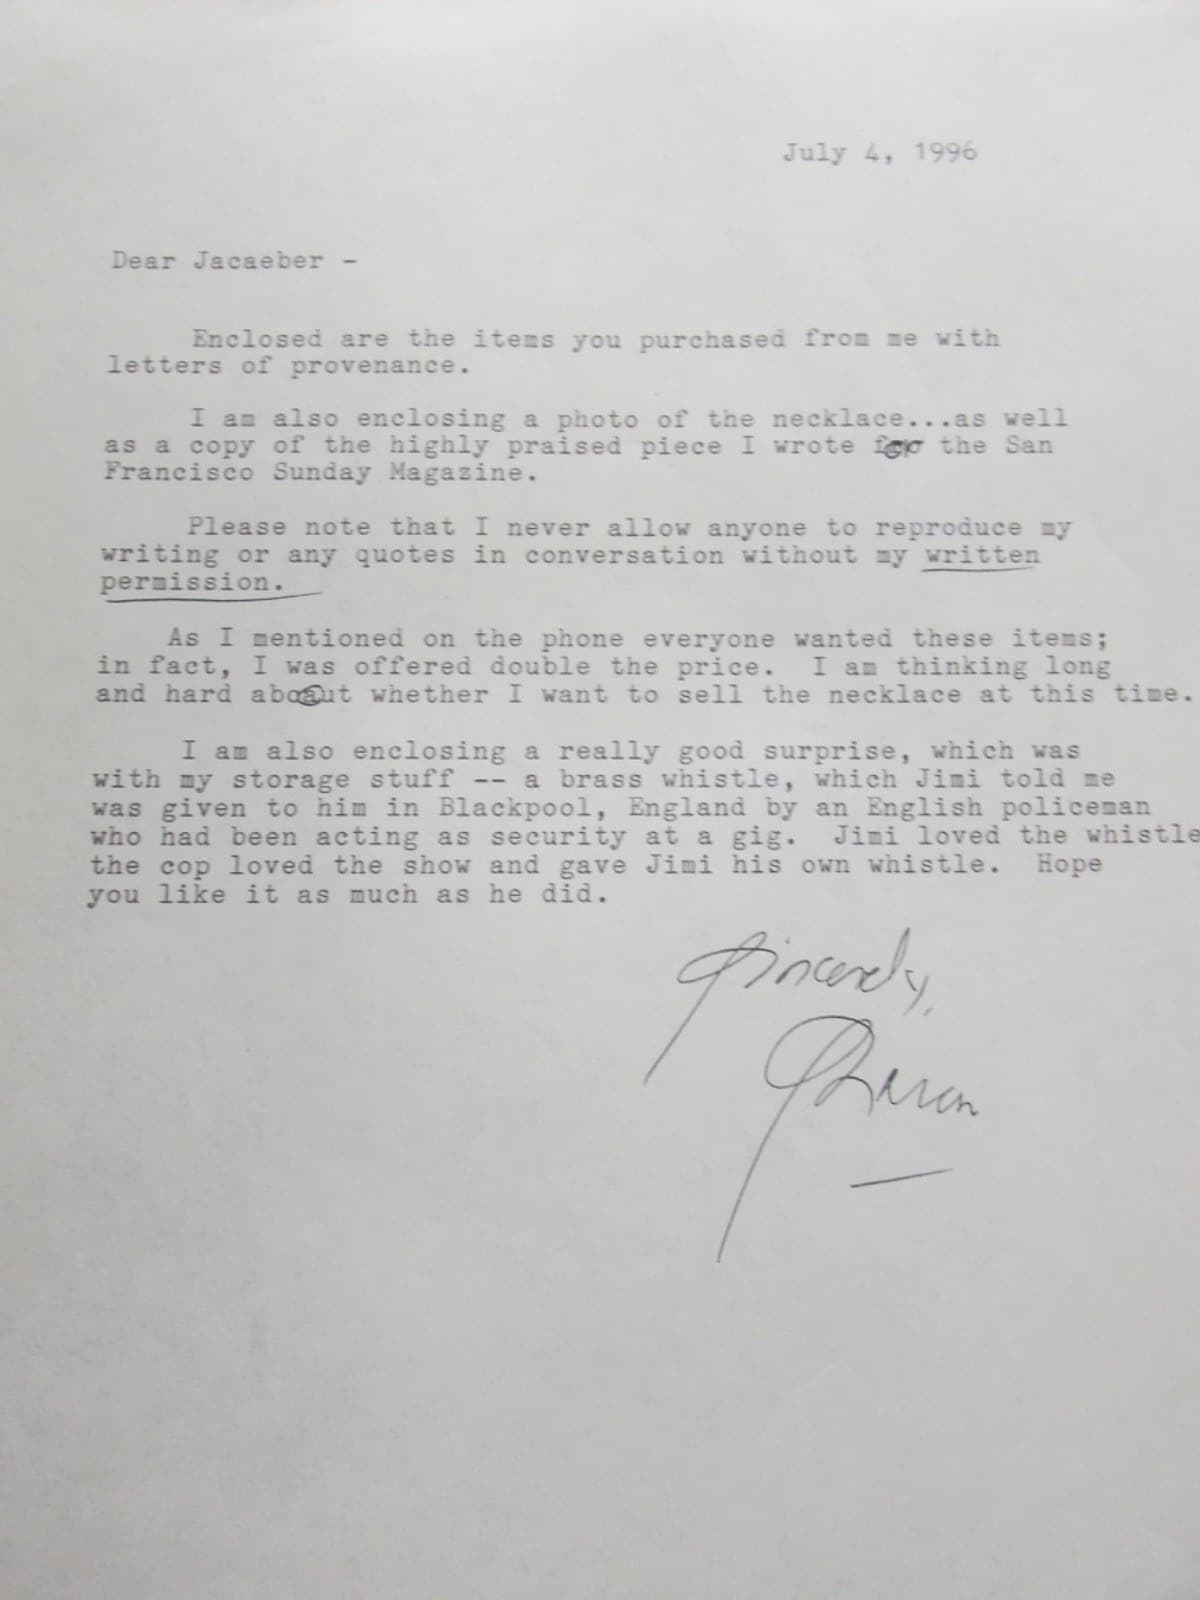 July 4, 1996
Dear Jacaeber -
Enclosed are the items you purchased from me with
letters of provenance.
I am also enclosing a photo of the necklace...as well
as a copy of the highly praised piece I wrote for the San
Francisco Sunday Magazine.
Please note that I never allow anyone to reproduce my
writing or any quotes in conversation without my written
permission.
As I mentioned on the phone everyone wanted these items;
in fact, I was offered double the price. I am thinking long
and hard about whether I want to sell the necklace at this time.
I am also enclosing a really good surprise, which was
with my storage stuff -- a brass whistle, which Jimi told me
was given to him in Blackpool, England by an English policeman
who had been acting as security at a gig. Jimi loved the whistle
the cop loved the show and gave Jimi his own whistle. Hope
you like it as much as he did.
Sincerely,
Sharon